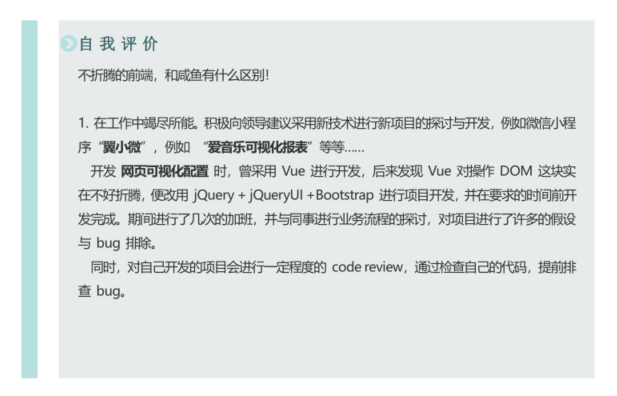 自我评价
不折腾的前端，和咸鱼有什么区别！
1. 在工作中竭尽所能。积极向领导建议采用新技术进行新项目的探讨与开发，例如微信小程
序“翼小微”，例如 “爱音乐可视化报表”等等……
开发 网页可视化配置 时，曾采用 Vue 进行开发，后来发现 Vue 对操作 DOM 这块实
在不好折腾，便改用 jQuery + jQueryUI +Bootstrap 进行项目开发，并在要求的时间前开
发完成。期间进行了几次的加班，并与同事进行业务流程的探讨，对项目进行了许多的假设
与 bug 排除。
同时，对自己开发的项目会进行一定程度的 code review，通过检查自己的代码，提前排
查 bug。